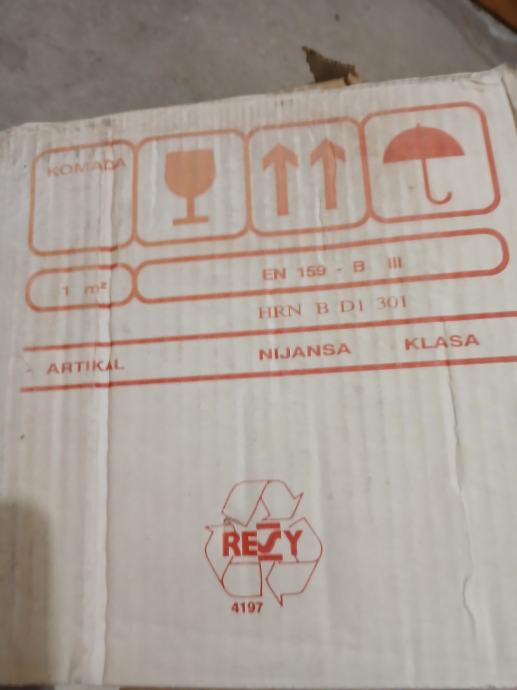 KOMADA
1 m²
EN 159 - B III
HRN B D1 301
ARTIKAL NIJANSA KLASA
RESY
4197